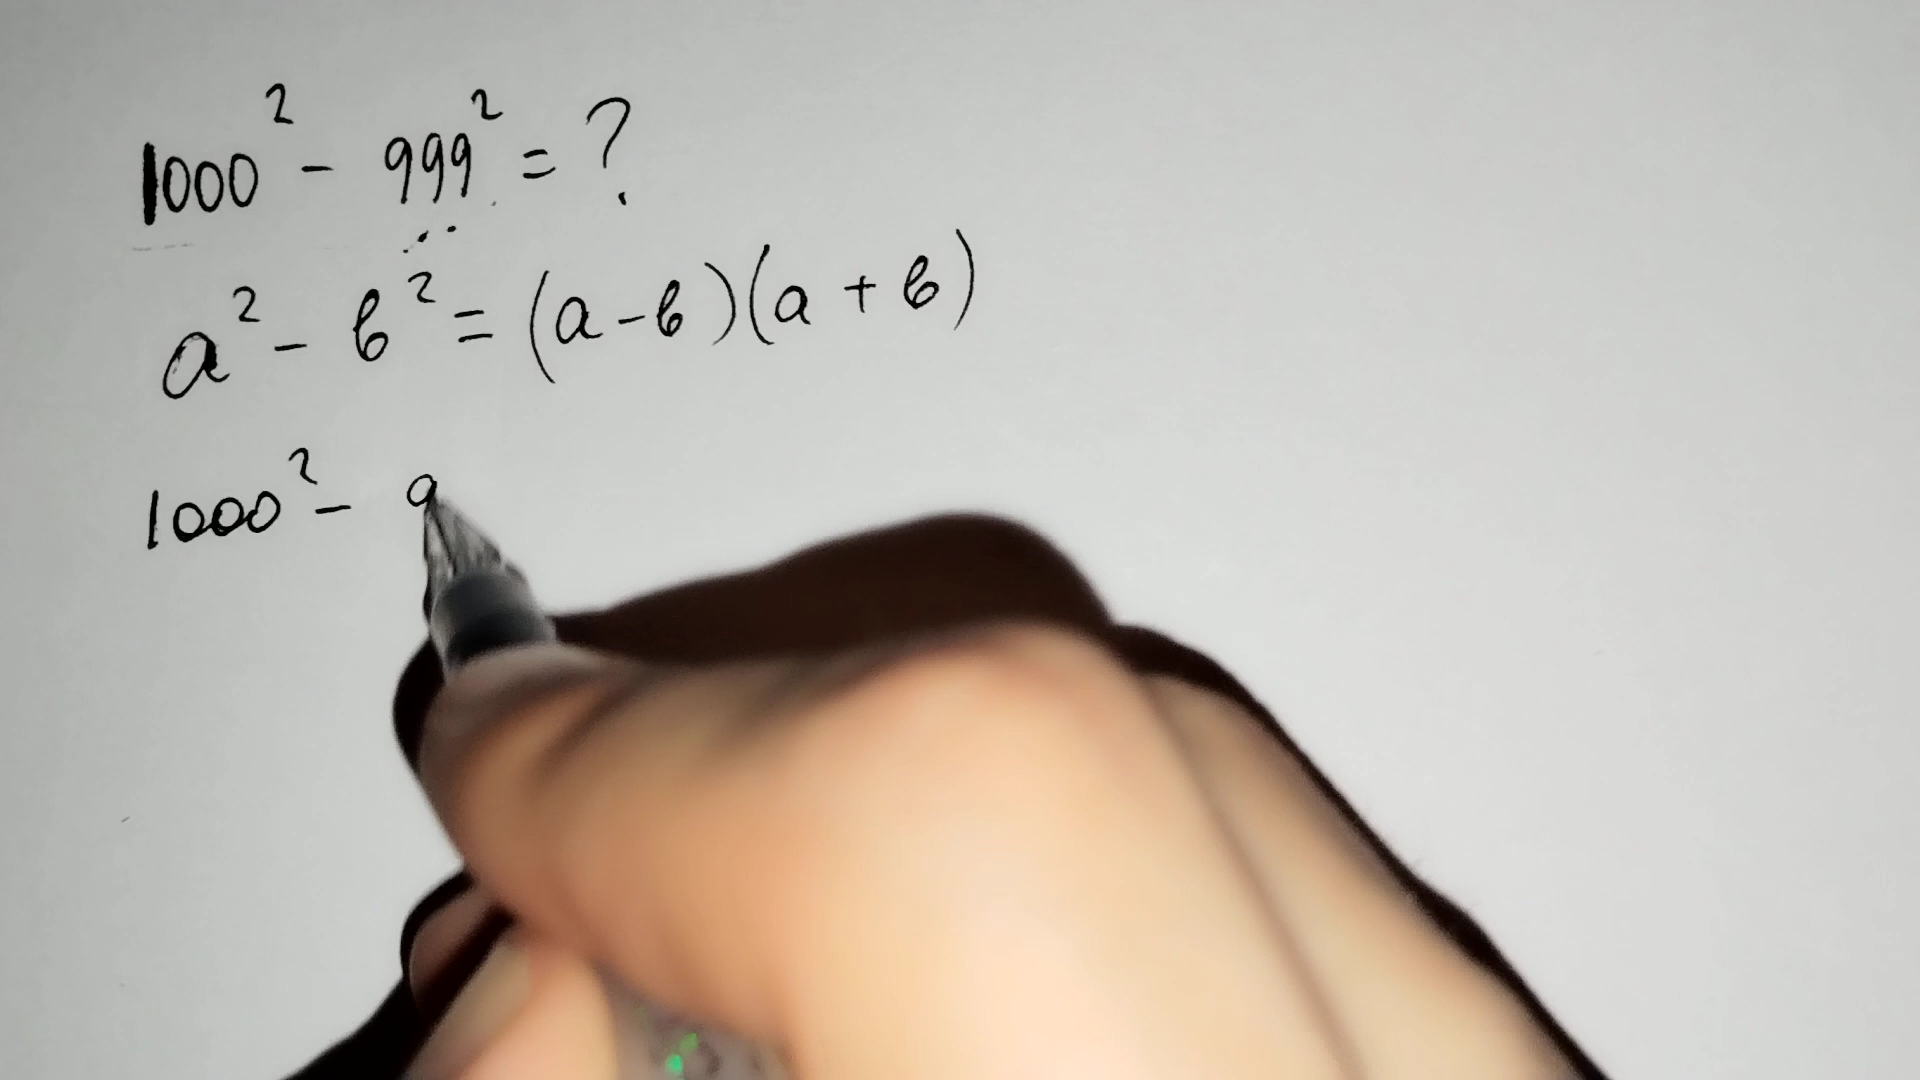 1000² - 999² = ?
a² - b² = (a - b)(a + b)
1000² - 9